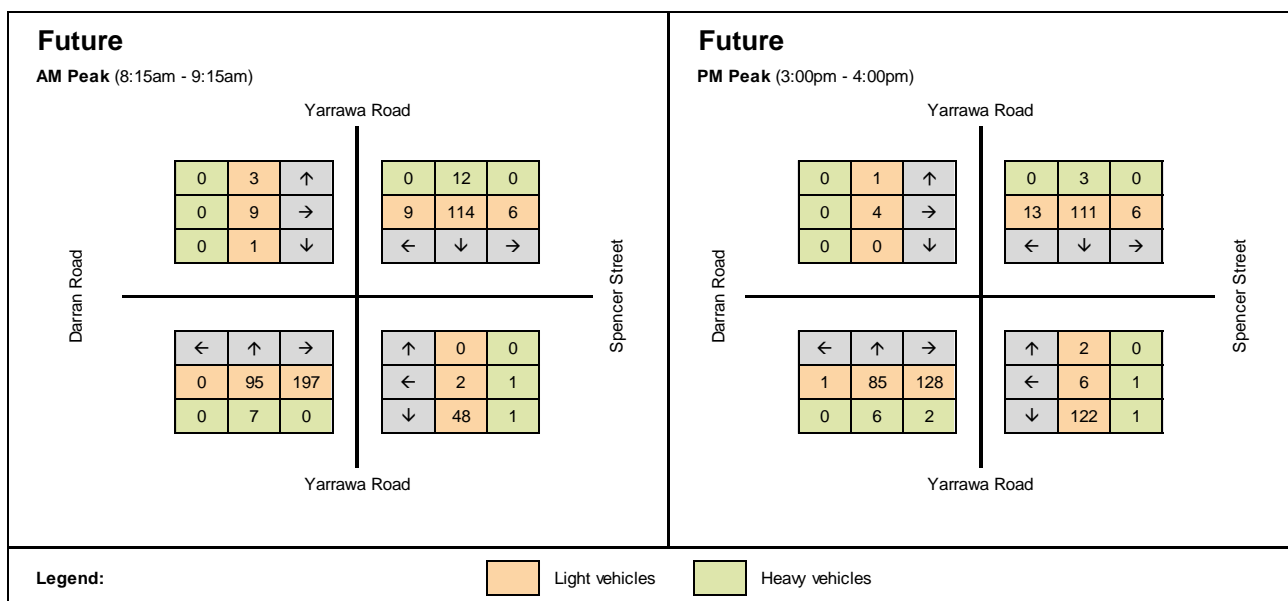 Future
AM Peak (8:15am - 9:15am)
Yarrawa Road
0 3 ↑
0 9 →
0 1 ↓
0 12 0
9 114 6
← ↓ →
Darran Road
Spencer Street
← ↑ →
0 95 197
0 7 0
↑ 0 0
← 2 1
↓ 48 1
Yarrawa Road
Future
PM Peak (3:00pm - 4:00pm)
Yarrawa Road
0 1 ↑
0 4 →
0 0 ↓
0 3 0
13 111 6
← ↓ →
Darran Road
Spencer Street
← ↑ →
1 85 128
0 6 2
↑ 2 0
← 6 1
↓ 122 1
Yarrawa Road
Legend:
Light vehicles
Heavy vehicles